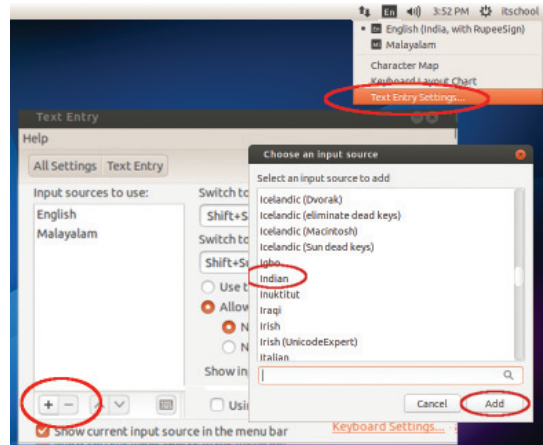 En 3:52 PM itschool
English (India, with RupeeSign)
Malayalam
Character Map
Keyboard Layout Chart
Text Entry Settings...
Text Entry
Help
All Settings Text Entry
Input sources to use:
English
Malayalam
Switch to
Shift+S
Switch to
Shift+Su
Use t
Allow
N
N
Show in
Usi
Show current input source in the menu bar
Keyboard Settings...
Choose an input source
Select an input source to add
Icelandic (Dvorak)
Icelandic (eliminate dead keys)
Icelandic (Macintosh)
Icelandic (Sun dead keys)
Igbo
Indian
Inuktitut
Iraqi
Irish
Irish (UnicodeExpert)
Italian
Cancel Add